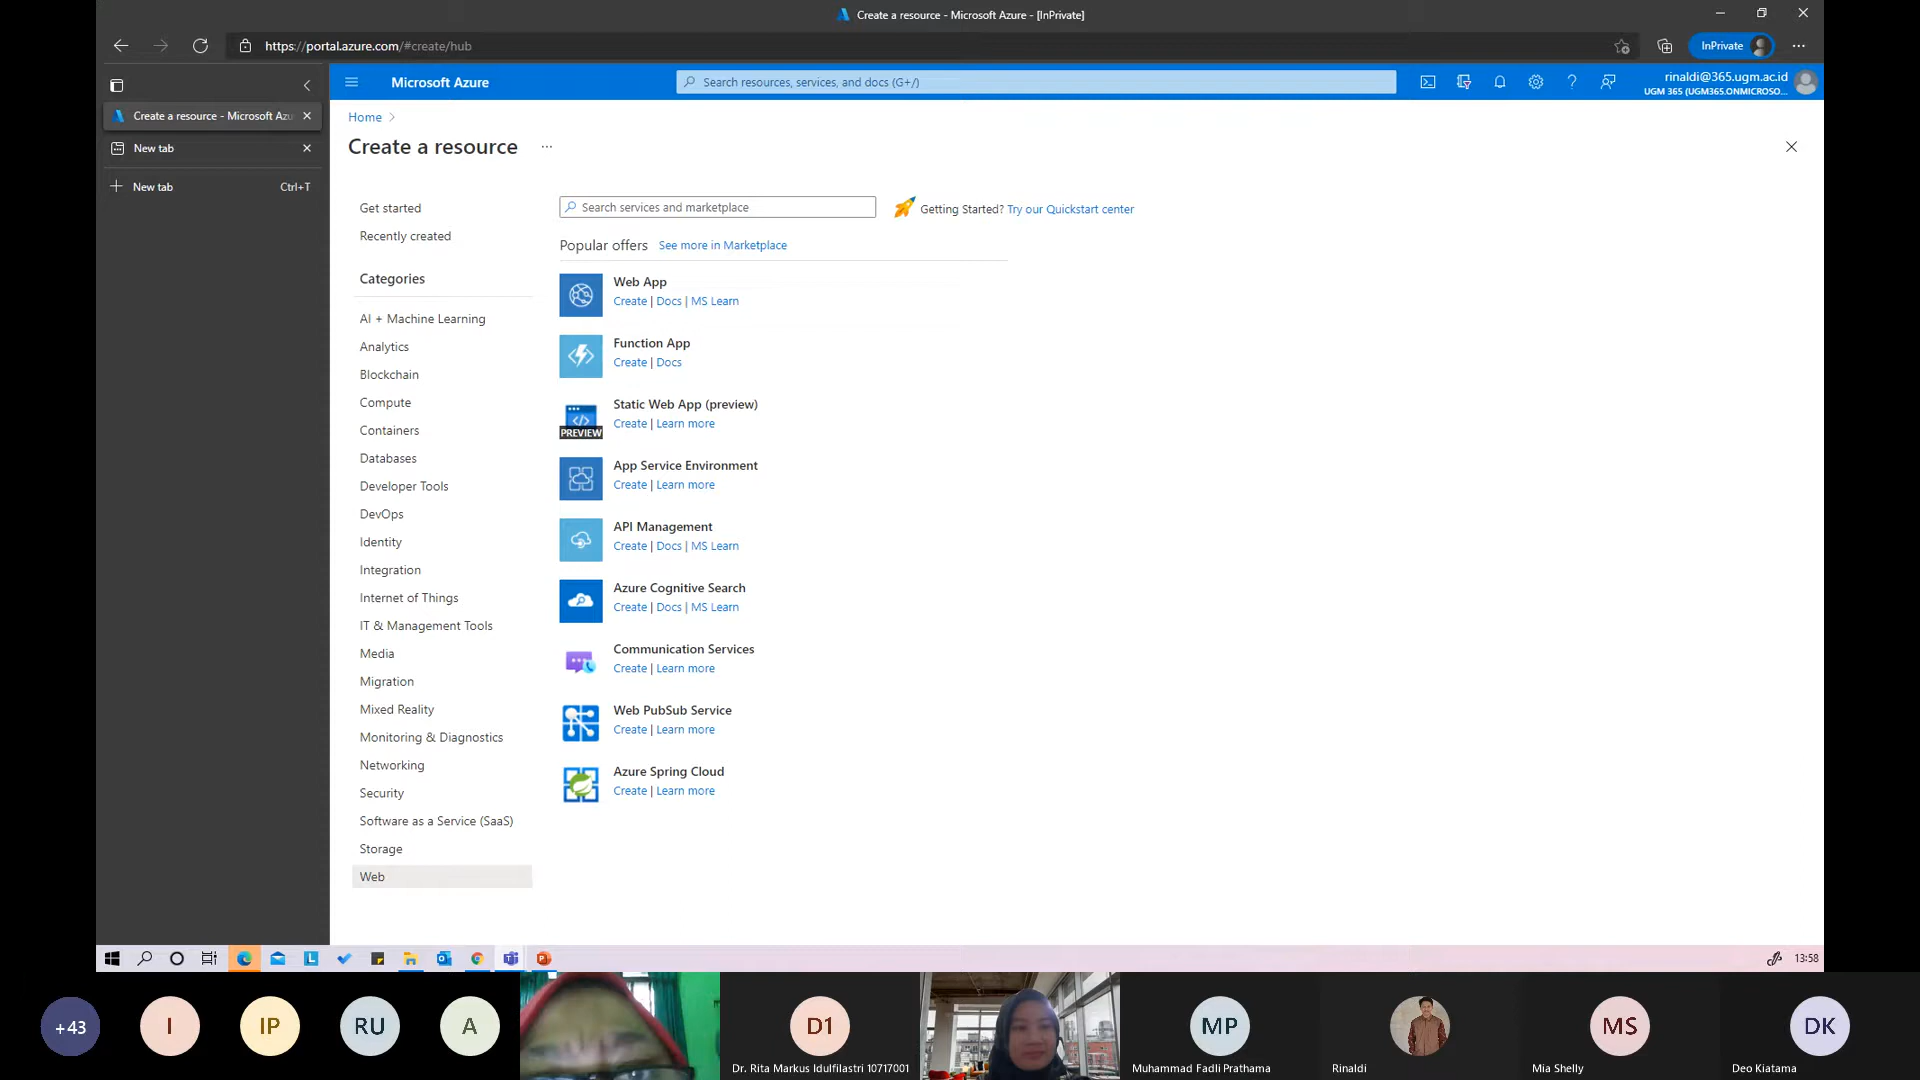 Create a resource - Microsoft Azure - [InPrivate]
https://portal.azure.com/#create/hub
InPrivate
Create a resource - Microsoft Azu
New tab
New tab Ctrl+T
Microsoft Azure
Search resources, services, and docs (G+/)
rinaldi@365.ugm.ac.id
UGM 365 (UGM365.ONMICROSO...
Home
Create a resource ...
Get started
Recently created
Categories
AI + Machine Learning
Analytics
Blockchain
Compute
Containers
Databases
Developer Tools
DevOps
Identity
Integration
Internet of Things
IT & Management Tools
Media
Migration
Mixed Reality
Monitoring & Diagnostics
Networking
Security
Software as a Service (SaaS)
Storage
Web
Search services and marketplace
Getting Started? Try our Quickstart center
Popular offers See more in Marketplace
Web App
Create | Docs | MS Learn
Function App
Create | Docs
PREVIEW
Static Web App (preview)
Create | Learn more
App Service Environment
Create | Learn more
API Management
Create | Docs | MS Learn
Azure Cognitive Search
Create | Docs | MS Learn
Communication Services
Create | Learn more
Web PubSub Service
Create | Learn more
Azure Spring Cloud
Create | Learn more
13:58
+43
I
IP
RU
A
D1
Dr. Rita Markus Idulfilastri 10717001
MP
Muhammad Fadli Prathama
Rinaldi
MS
Mia Shelly
DK
Deo Kiatama